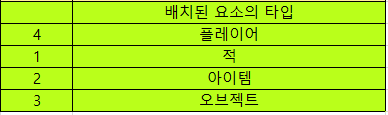 배치된 요소의 타입
4 플레이어
1 적
2 아이템
3 오브젝트